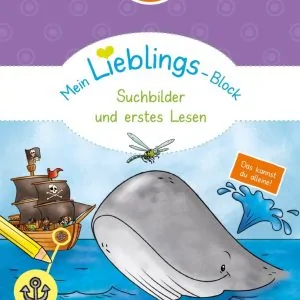 Mein Lieblings-Block
Suchbilder
und erstes Lesen
Das kannst
du alleine!